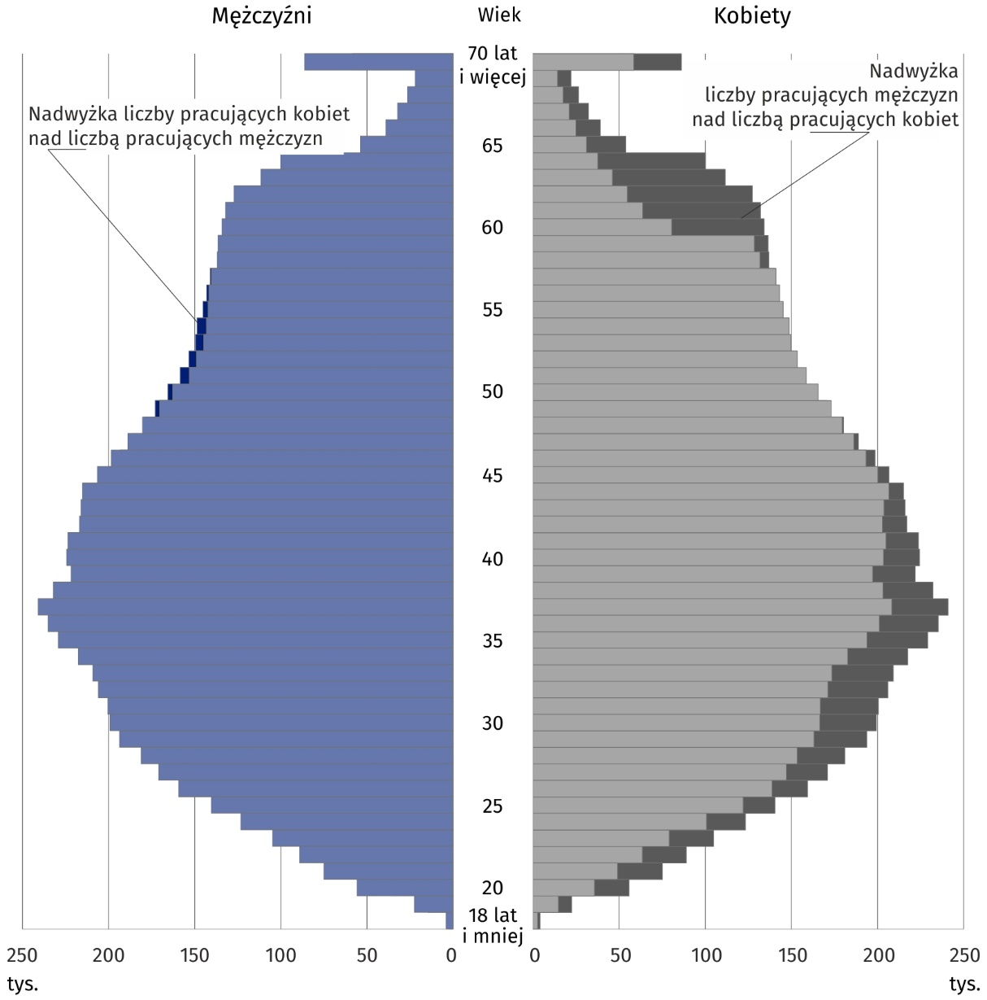 Mężczyźni Wiek Kobiety
70 lat
i więcej
Nadwyżka
liczby pracujących mężczyzn
nad liczbą pracujących kobiet
Nadwyżka liczby pracujących kobiet
nad liczbą pracujących mężczyzn
65
60
55
50
45
40
35
30
25
20
18 lat
i mniej
250 200 150 100 50 0 0 50 100 150 200 250
tys. tys.